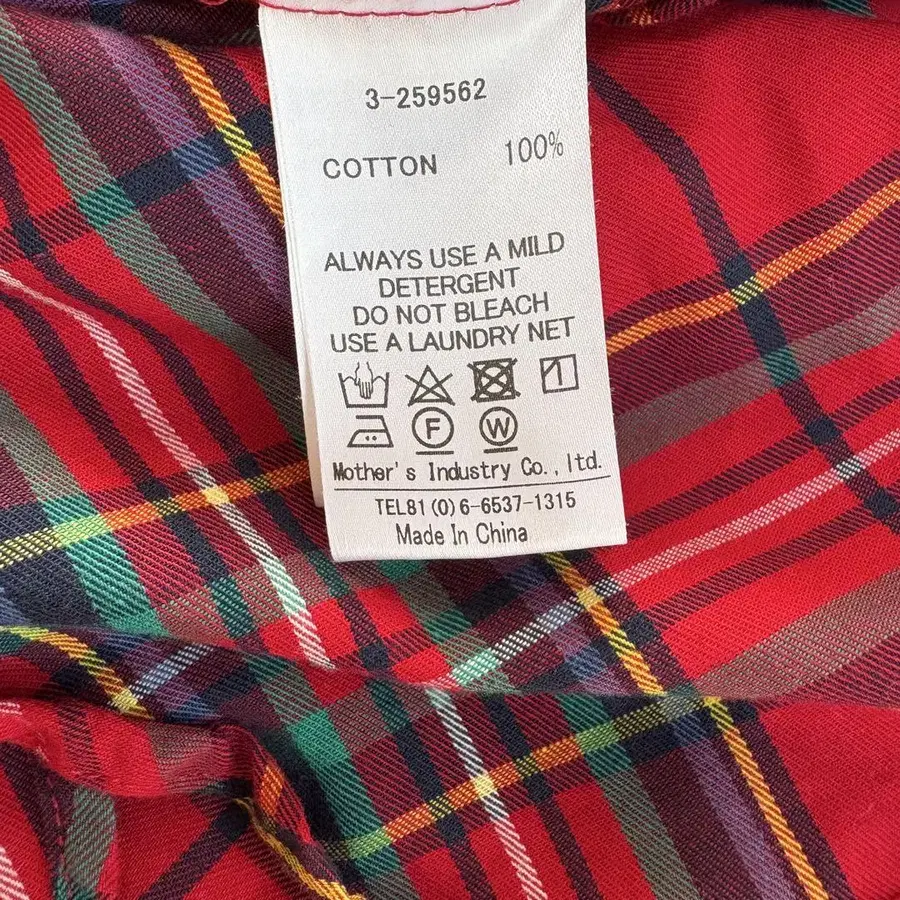 3-259562
COTTON 100%
ALWAYS USE A MILD
DETERGENT
DO NOT BLEACH
USE A LAUNDRY NET
F W
Mother's Industry Co., ltd.
TEL81(0)6-6537-1315
Made In China